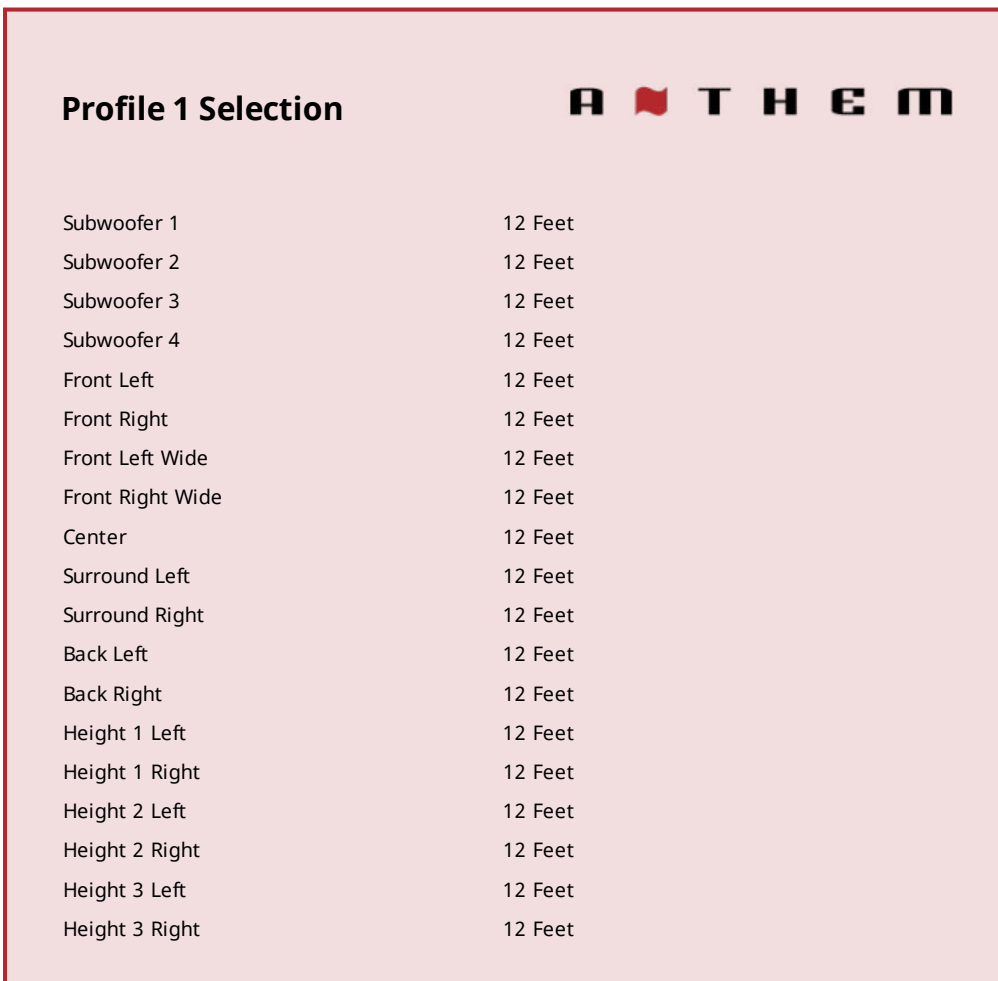 Profile 1 Selection
ANTHEM
Subwoofer 1 12 Feet
Subwoofer 2 12 Feet
Subwoofer 3 12 Feet
Subwoofer 4 12 Feet
Front Left 12 Feet
Front Right 12 Feet
Front Left Wide 12 Feet
Front Right Wide 12 Feet
Center 12 Feet
Surround Left 12 Feet
Surround Right 12 Feet
Back Left 12 Feet
Back Right 12 Feet
Height 1 Left 12 Feet
Height 1 Right 12 Feet
Height 2 Left 12 Feet
Height 2 Right 12 Feet
Height 3 Left 12 Feet
Height 3 Right 12 Feet